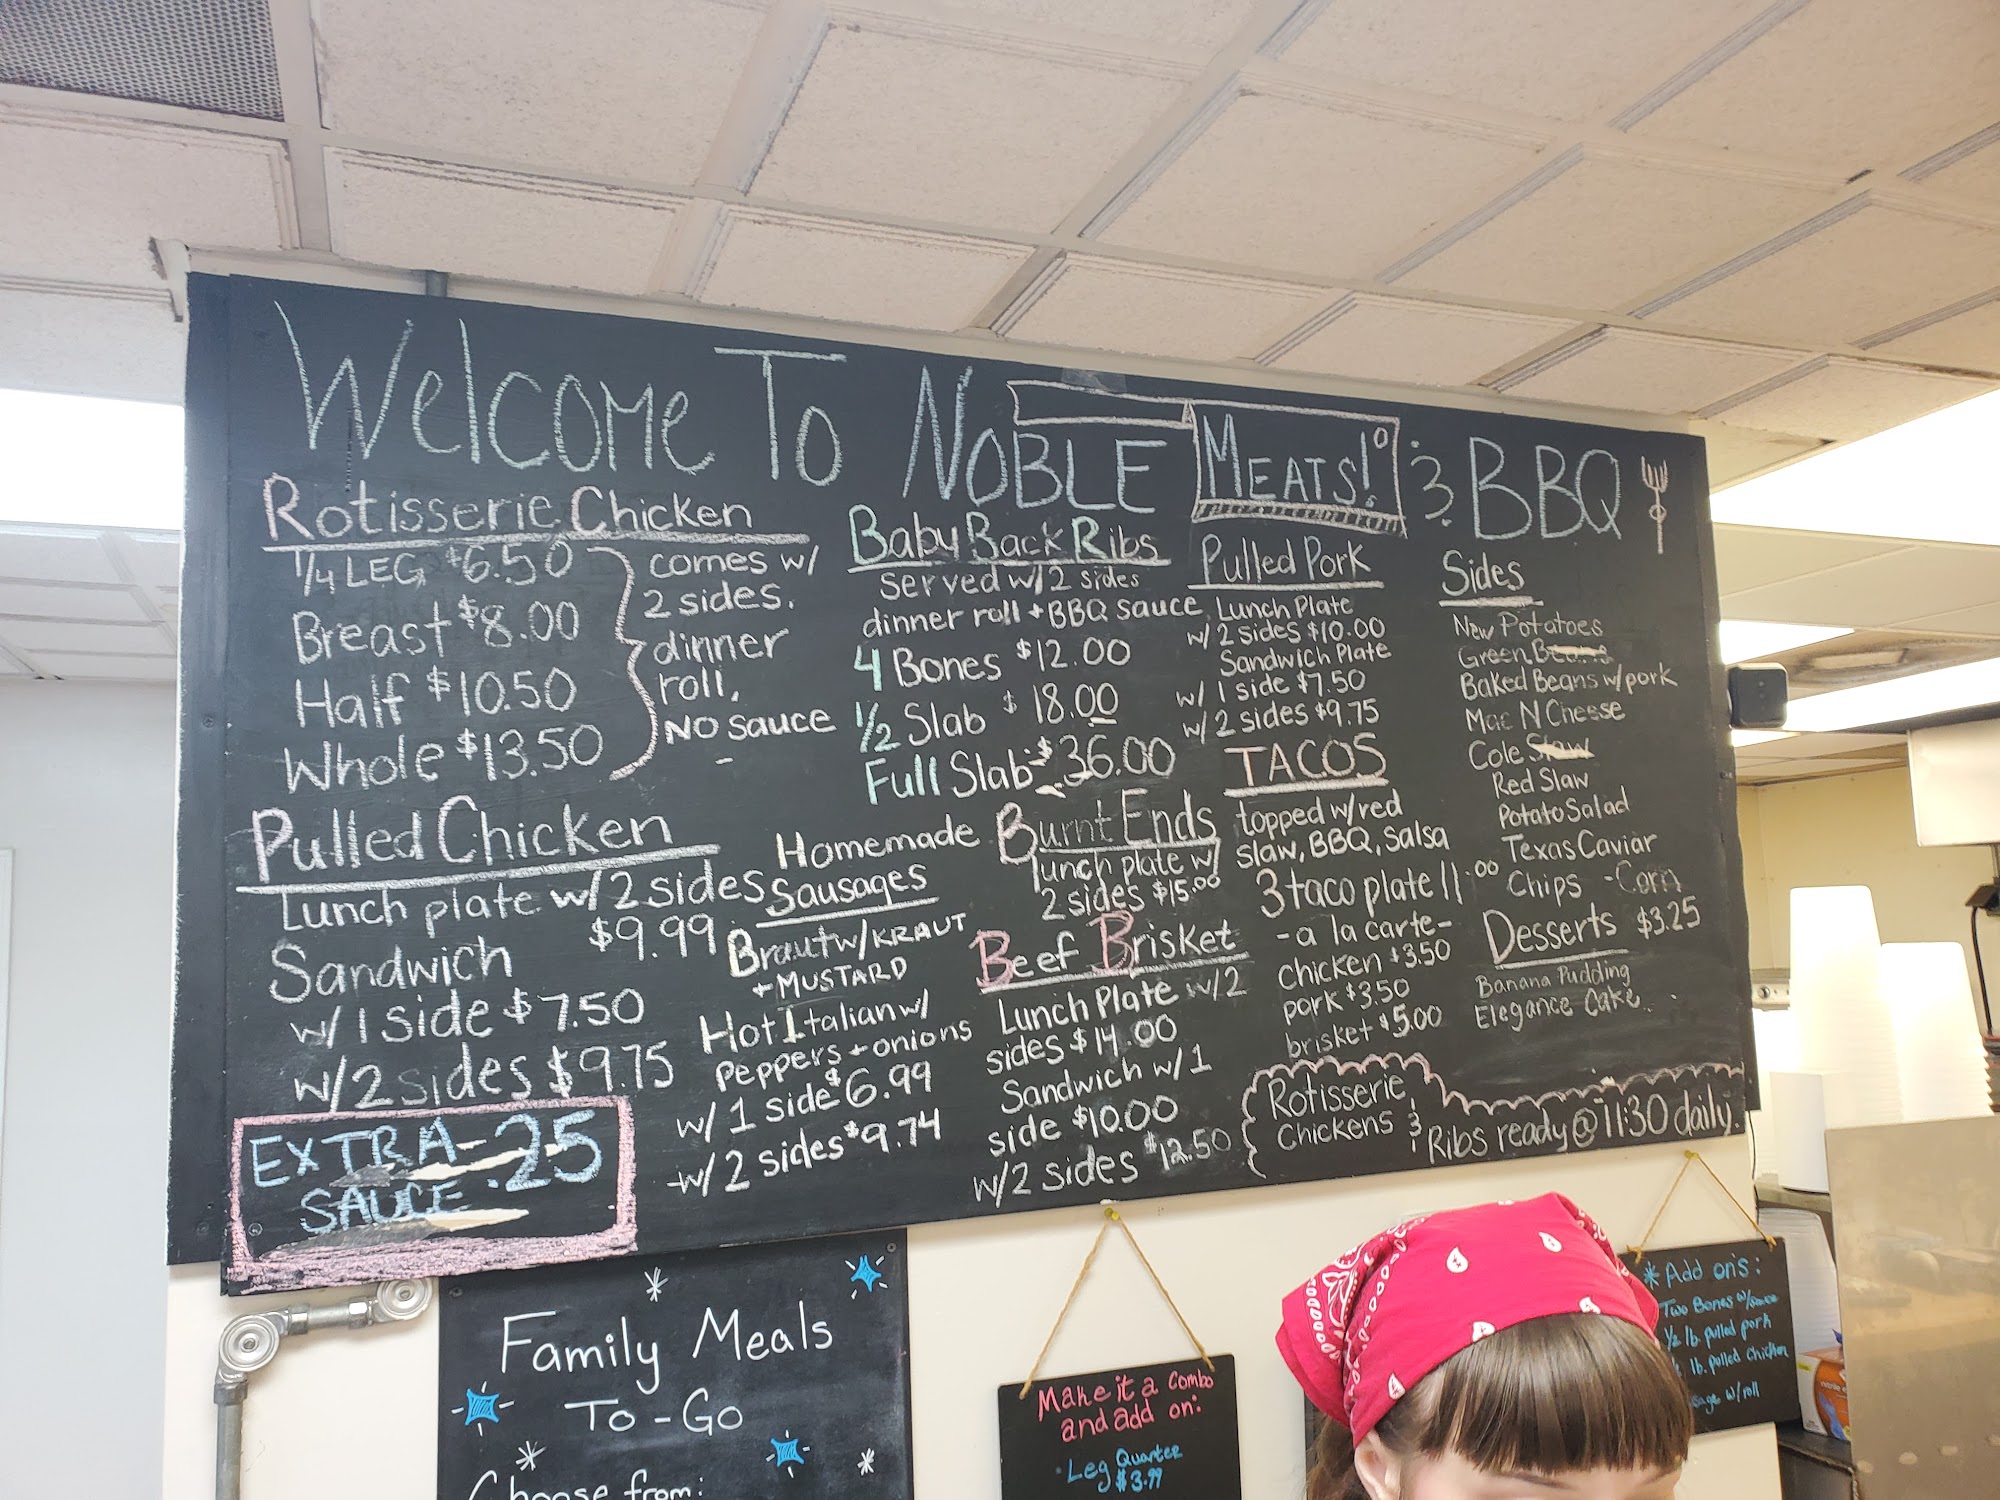 Welcome To Noble Meats! & BBQ
Rotisserie Chicken
1/4 LEG $6.50
Breast $8.00
Half $10.50
Whole $13.50
comes w/
2 sides.
dinner
roll,
NO sauce
Pulled Chicken
Lunch plate w/ 2 sides
$9.99
Sandwich
w/ 1 side $7.50
w/ 2 sides $9.75
EXTRA .25
SAUCE
Baby Back Ribs
served w/ 2 sides
dinner roll + BBQ sauce
4 Bones $12.00
1/2 Slab $18.00
Full Slab $36.00
Homemade
Sausages
Braut w/ KRAUT
+ MUSTARD
Hot Italian w/
peppers + onions
w/ 1 side $6.99
w/ 2 sides $9.74
Burnt Ends
lunch plate w/
2 sides $15.00
Beef Brisket
Lunch Plate w/2
sides $14.00
Sandwich w/ 1
side $10.00
w/ 2 sides $12.50
Pulled Pork
Lunch Plate
w/ 2 sides $10.00
Sandwich Plate
w/ 1 side $7.50
w/ 2 sides $9.75
TACOS
topped w/ red
slaw, BBQ, salsa
3 taco plate 11.00
- a la carte -
chicken $3.50
pork $3.50
brisket $5.00
Sides
New Potatoes
Green Beans
Baked Beans w/ pork
Mac N Cheese
Cole Slaw
Red Slaw
Potato Salad
Texas Caviar
Chips - Corn
Desserts $3.25
Banana Pudding
Elegance Cake
Rotisserie
Chickens &
Ribs ready @ 11:30 daily.
Family Meals
To-Go
Choose from:
Make it a combo
and add on:
Leg Quarter
$3.99
* Add ons:
Two Bones w/sauce
1/2 lb. pulled pork
lb. pulled chicken
w/ roll